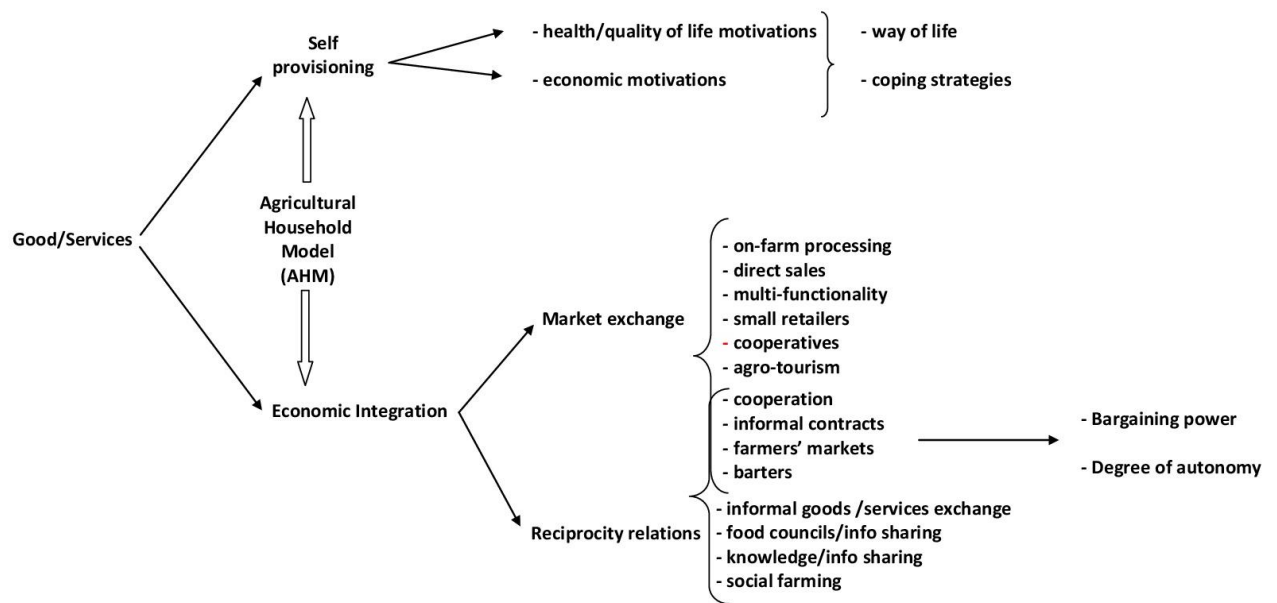 Self
provisioning
- health/quality of life motivations
- economic motivations
- way of life
- coping strategies
Good/Services
Agricultural
Household
Model
(AHM)
Economic Integration
Market exchange
- on-farm processing
- direct sales
- multi-functionality
- small retailers
- cooperatives
- agro-tourism
- cooperation
- informal contracts
- farmers' markets
- barters
- Bargaining power
- Degree of autonomy
Reciprocity relations
- informal goods /services exchange
- food councils/info sharing
- knowledge/info sharing
- social farming